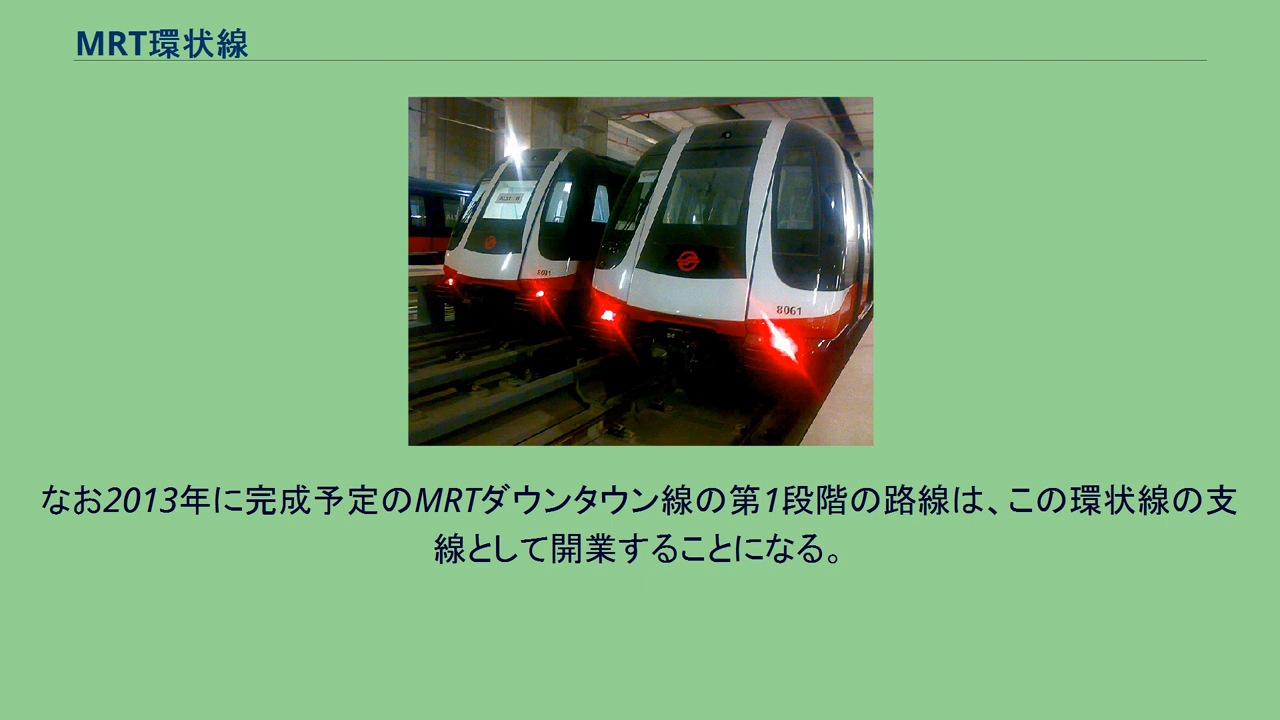 MRT環状線
8061
なお2013年に完成予定のMRTダウンタウン線の第1段階の路線は、この環状線の支
線として開業することになる。